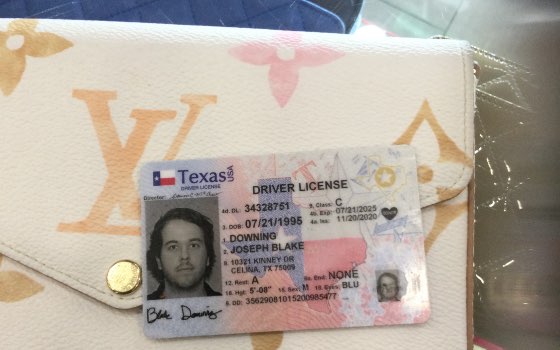 LV
Texas USA
DRIVER LICENSE
DRIVER LICENSE
Director:
4d. DL: 34328751
9. Class: C
3. DOB: 07/21/1995
4b. Exp: 07/21/2025
4a. Iss: 11/20/2020
1. DOWNING
2. JOSEPH BLAKE
8. 10321 KINNEY DR
CELINA, TX 75009
12. Rest: A
9a. End: NONE
16. Hgt: 5'-08"
15. Sex: M
18. Eyes: BLU
5. DD: 35629081015200985477
Blake Downing